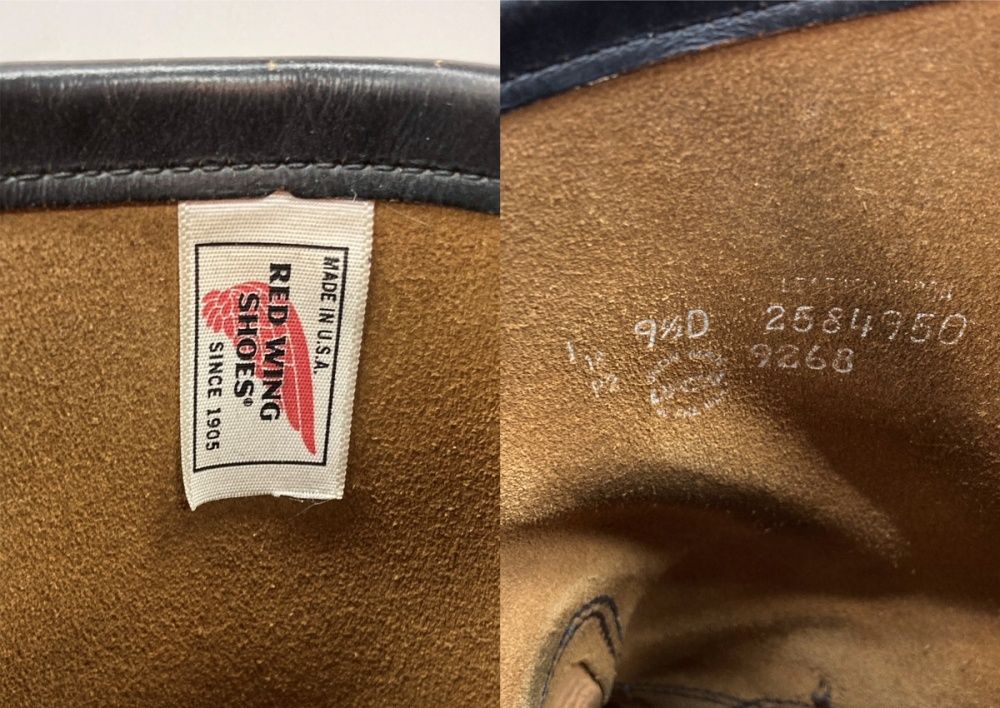 MADE IN U.S.A.
RED WING
SHOES®
SINCE 1905
9½D 2584950
9268